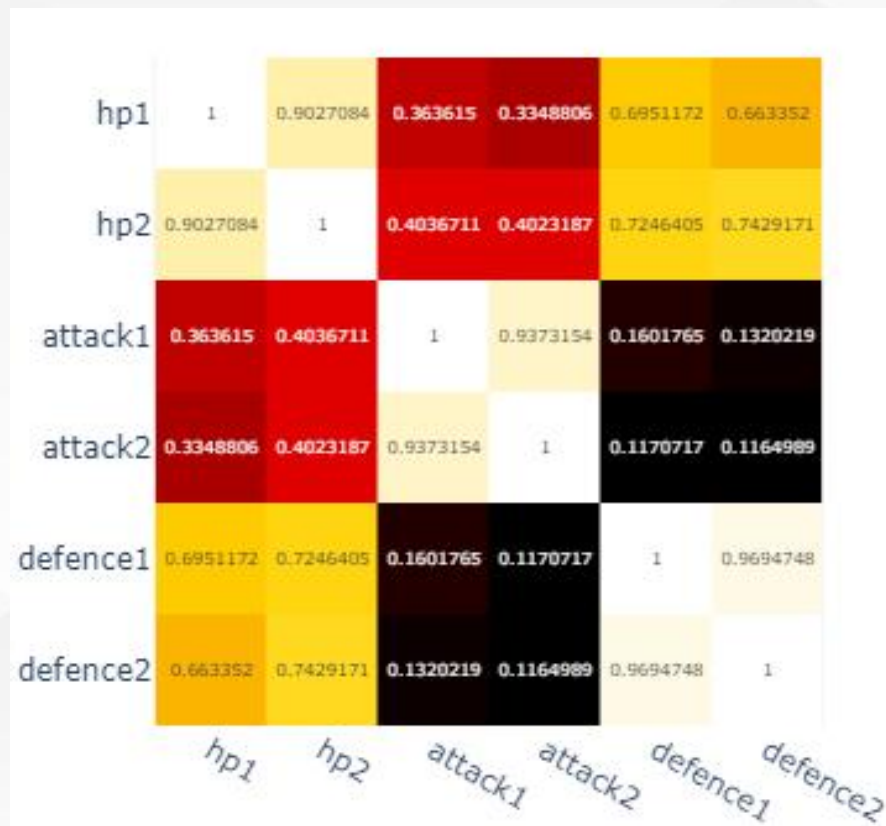 hp1 1 0.9027084 0.363615 0.3348806 0.6951172 0.663352
hp2 0.9027084 1 0.4036711 0.4023187 0.7246405 0.7429171
attack1 0.363615 0.4036711 1 0.9373154 0.1601765 0.1320219
attack2 0.3348806 0.4023187 0.9373154 1 0.1170717 0.1164989
defence1 0.6951172 0.7246405 0.1601765 0.1170717 1 0.9694748
defence2 0.663352 0.7429171 0.1320219 0.1164989 0.9694748 1
hp1 hp2 attack1 attack2 defence1 defence2